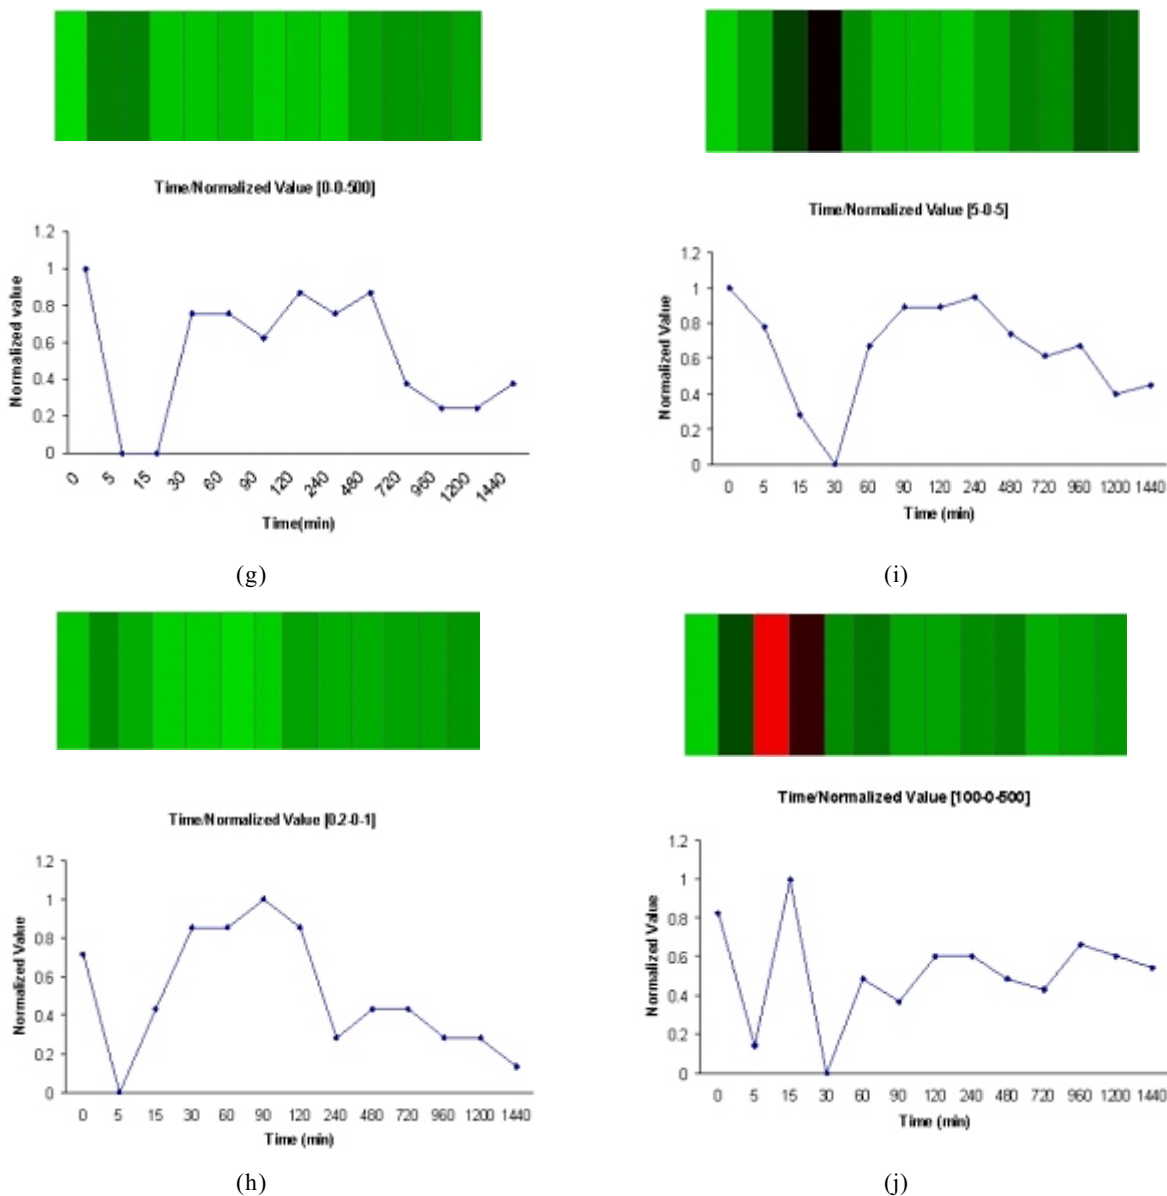 Time/Normalized Value [0-0-500]
Normalized value
1.2
1
0.8
0.6
0.4
0.2
0
0 5 15 30 60 90 120 240 480 720 960 1200 1440
Time(min)
(g)
Time/Normalized Value [5-0-5]
Normalized Value
1.2
1
0.8
0.6
0.4
0.2
0
0 5 15 30 60 90 120 240 480 720 960 1200 1440
Time (min)
(i)
Time/Normalized Value [0.2-0-1]
Normalized Value
1.2
1
0.8
0.6
0.4
0.2
0
0 5 15 30 60 90 120 240 480 720 960 1200 1440
Time (min)
(h)
Time/Normalized Value [100-0-500]
Normalized Value
1.2
1
0.8
0.6
0.4
0.2
0
0 5 15 30 60 90 120 240 480 720 960 1200 1440
Time (min)
(j)